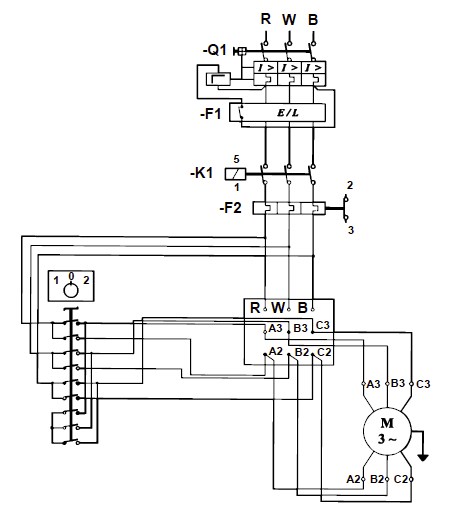 R W B
-Q1
I > I > I >
-F1
E/L
5
-K1
1
2
-F2
3
1 0 2
R W B
A3 B3 C3
A2 B2 C2
A3 B3 C3
M
3 ~
A2 B2 C2